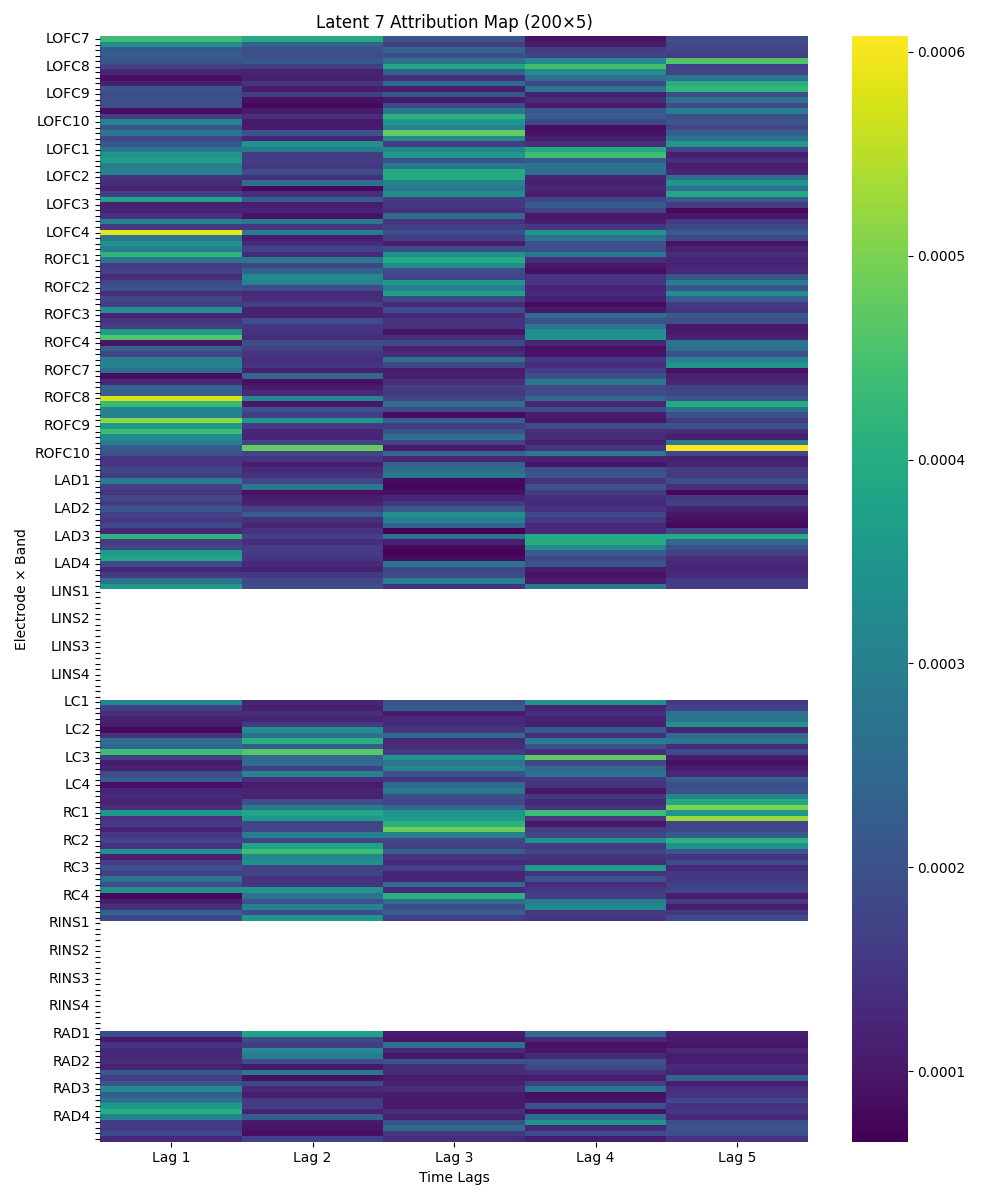 Latent 7 Attribution Map (200×5)
LOFC7
LOFC8
LOFC9
LOFC10
LOFC1
LOFC2
LOFC3
LOFC4
ROFC1
ROFC2
ROFC3
ROFC4
ROFC7
ROFC8
ROFC9
ROFC10
LAD1
LAD2
LAD3
LAD4
LINS1
LINS2
LINS3
LINS4
LC1
LC2
LC3
LC4
RC1
RC2
RC3
RC4
RINS1
RINS2
RINS3
RINS4
RAD1
RAD2
RAD3
RAD4
Electrode × Band
Lag 1 Lag 2 Lag 3 Lag 4 Lag 5
Time Lags
0.0006
0.0005
0.0004
0.0003
0.0002
0.0001